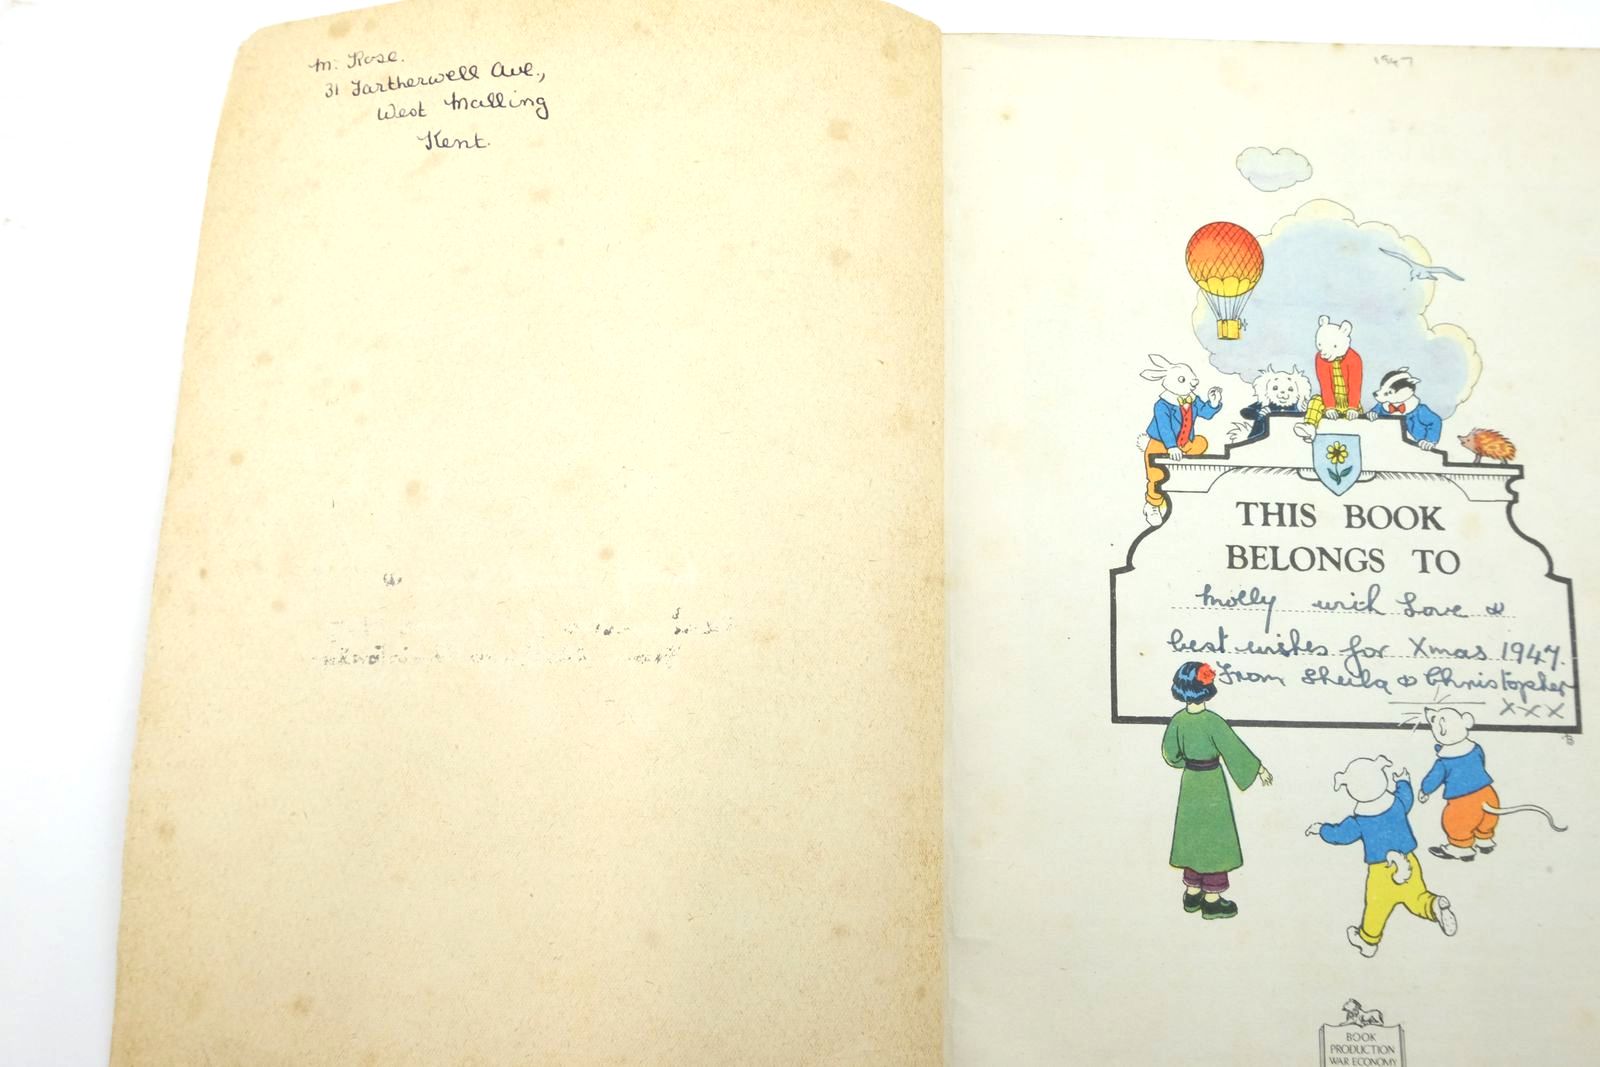 M. Rose.
31 Fartherwell Ave.,
West Malling
Kent.
1947
THIS BOOK
BELONGS TO
Molly with Love &
best wishes for Xmas 1947.
From Sheila & Christopher
XXX
BOOK
PRODUCTION
WAR ECONOMY